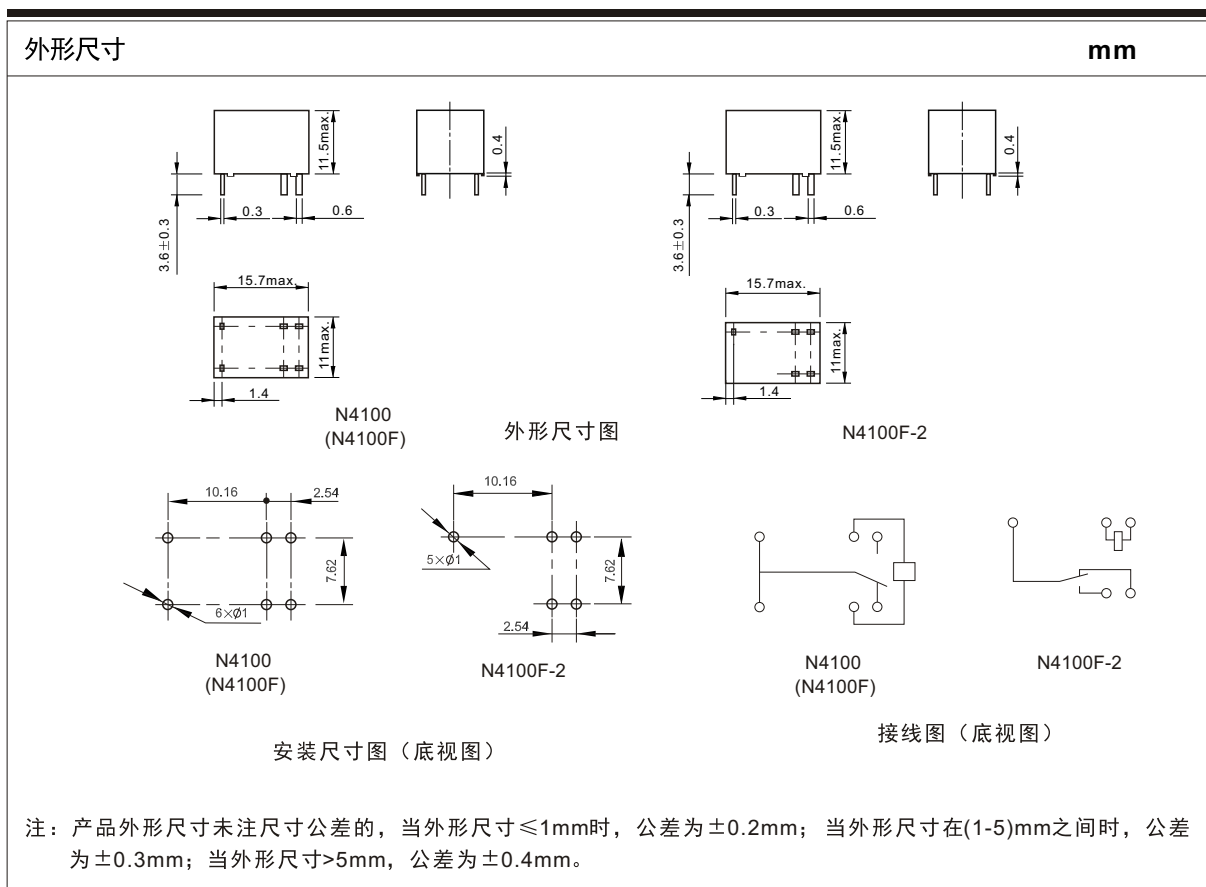 外形尺寸
mm
11.5max.
0.4
3.6±0.3
0.3
0.6
15.7max.
11max.
1.4
N4100
(N4100F)
11.5max.
0.4
3.6±0.3
0.3
0.6
15.7max.
11max.
1.4
N4100F-2
外形尺寸图
10.16
2.54
7.62
6×Ø1
N4100
(N4100F)
10.16
5×Ø1
7.62
2.54
N4100F-2
安装尺寸图（底视图）
N4100
(N4100F)
N4100F-2
接线图（底视图）
注：产品外形尺寸未注尺寸公差的，当外形尺寸≤1mm时，公差为±0.2mm；当外形尺寸在(1-5)mm之间时，公差
为±0.3mm；当外形尺寸>5mm，公差为±0.4mm。